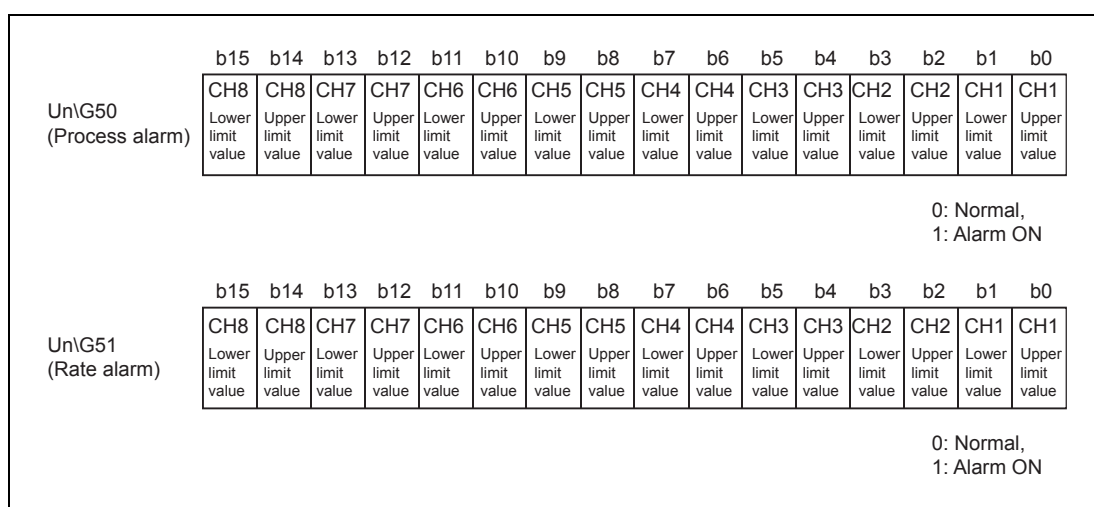 b15 b14 b13 b12 b11 b10 b9 b8 b7 b6 b5 b4 b3 b2 b1 b0
Un\G50
(Process alarm)
CH8 CH8 CH7 CH7 CH6 CH6 CH5 CH5 CH4 CH4 CH3 CH3 CH2 CH2 CH1 CH1
Lower Upper Lower Upper Lower Upper Lower Upper Lower Upper Lower Upper Lower Upper Lower Upper
limit limit limit limit limit limit limit limit limit limit limit limit limit limit limit limit
value value value value value value value value value value value value value value value value
0: Normal,
1: Alarm ON
b15 b14 b13 b12 b11 b10 b9 b8 b7 b6 b5 b4 b3 b2 b1 b0
Un\G51
(Rate alarm)
CH8 CH8 CH7 CH7 CH6 CH6 CH5 CH5 CH4 CH4 CH3 CH3 CH2 CH2 CH1 CH1
Lower Upper Lower Upper Lower Upper Lower Upper Lower Upper Lower Upper Lower Upper Lower Upper
limit limit limit limit limit limit limit limit limit limit limit limit limit limit limit limit
value value value value value value value value value value value value value value value value
0: Normal,
1: Alarm ON